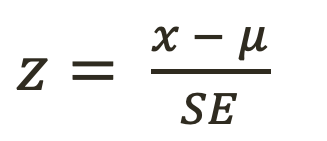 z = (x − μ) / SE